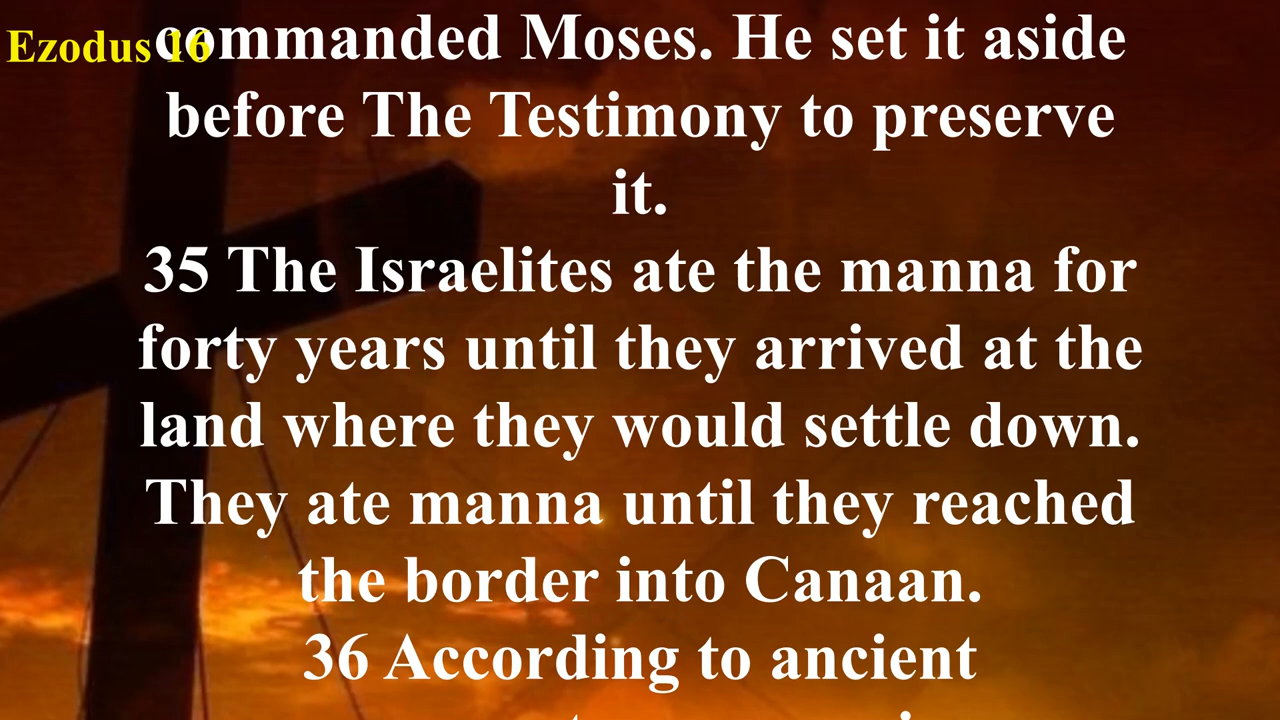 Ezodus 16
commanded Moses. He set it aside
before The Testimony to preserve
it.
35 The Israelites ate the manna for
forty years until they arrived at the
land where they would settle down.
They ate manna until they reached
the border into Canaan.
36 According to ancient